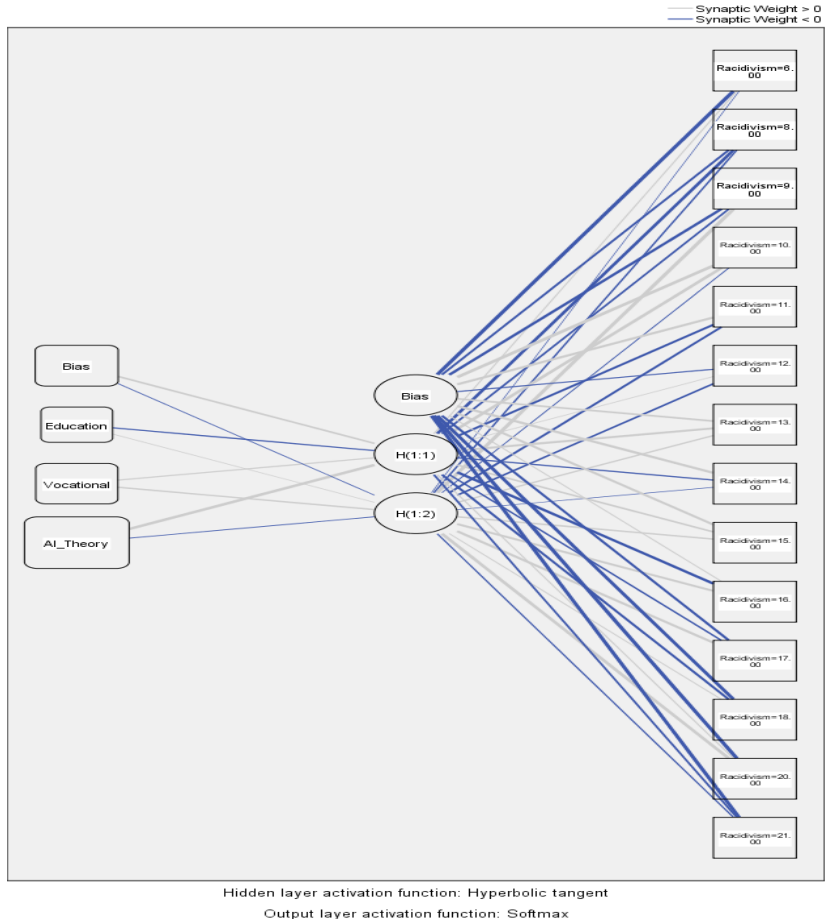 Synaptic Weight > 0
Synaptic Weight < 0
Racidivism=6.
00
Racidivism=8.
00
Racidivism=9.
00
Racidivism=10.
00
Racidivism=11.
00
Racidivism=12.
00
Racidivism=13.
00
Racidivism=14.
00
Racidivism=15.
00
Racidivism=16.
00
Racidivism=17.
00
Racidivism=18.
00
Racidivism=20.
00
Racidivism=21.
00
Bias
Education
Vocational
AI_Theory
Bias
H(1:1)
H(1:2)
Hidden layer activation function: Hyperbolic tangent
Output layer activation function: Softmax